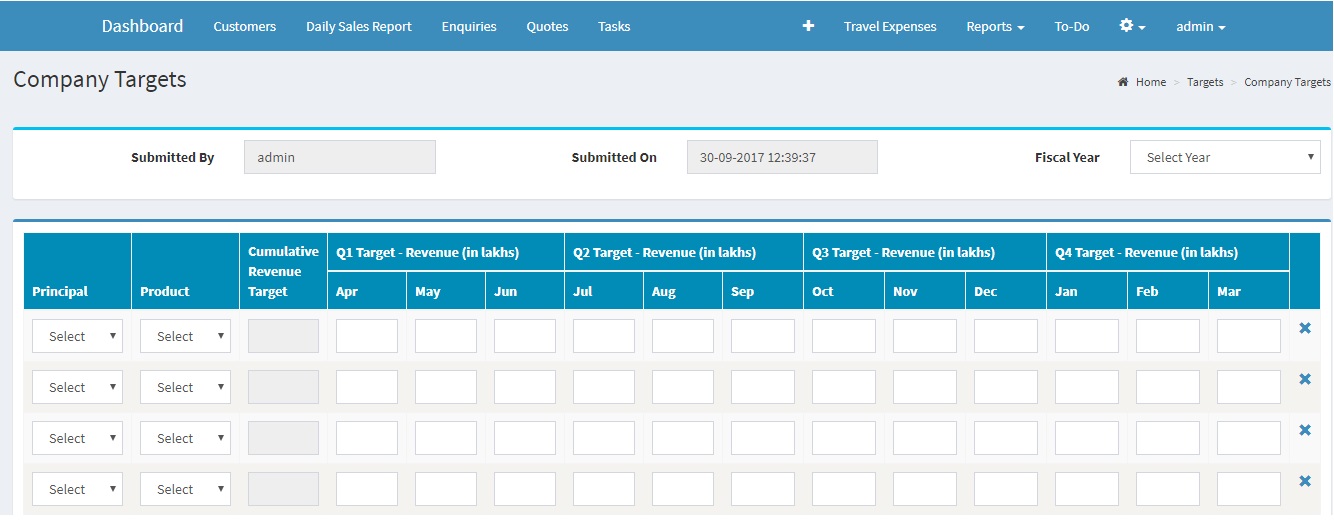 Dashboard Customers Daily Sales Report Enquiries Quotes Tasks Travel Expenses Reports To-Do admin
Company Targets
Home > Targets > Company Targets
Submitted By admin Submitted On 30-09-2017 12:39:37 Fiscal Year Select Year
Principal Product Cumulative Revenue Target
Q1 Target - Revenue (in lakhs) Q2 Target - Revenue (in lakhs) Q3 Target - Revenue (in lakhs) Q4 Target - Revenue (in lakhs)
Apr May Jun Jul Aug Sep Oct Nov Dec Jan Feb Mar
Select Select
Select Select
Select Select
Select Select